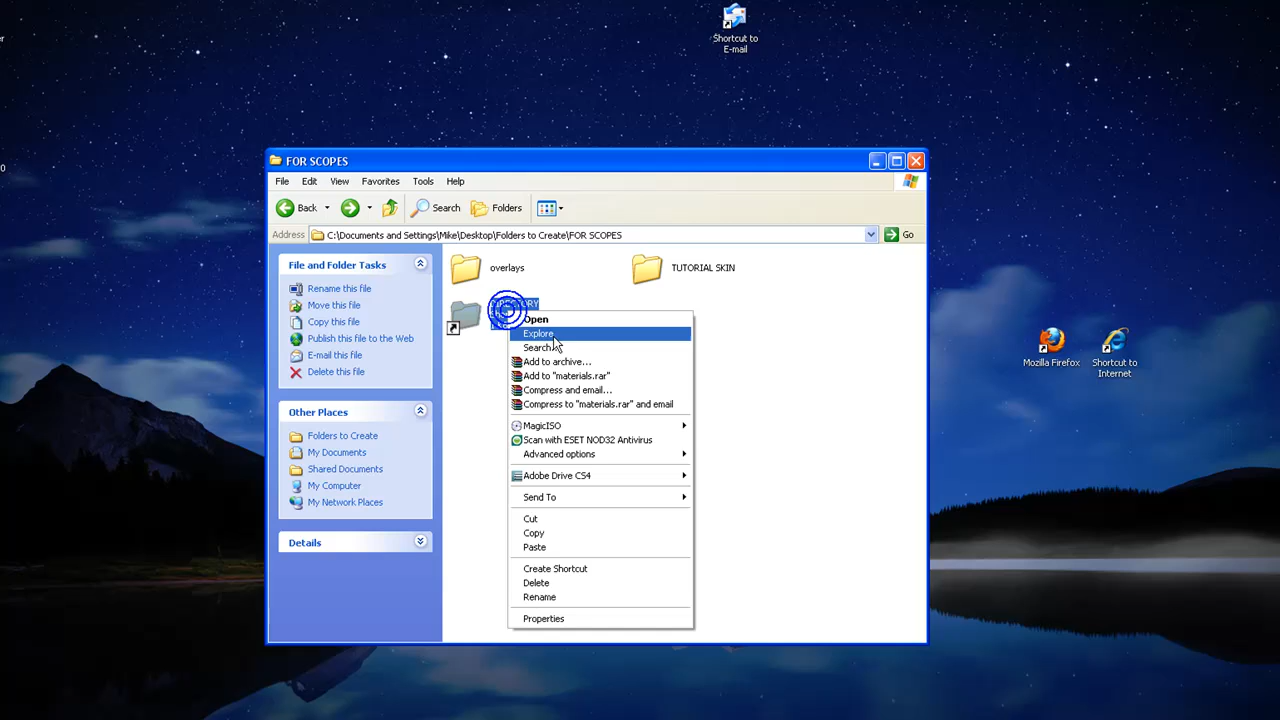 Shortcut to
E-mail
0
FOR SCOPES
File Edit View Favorites Tools Help
Back Search Folders
Address C:\Documents and Settings\Mike\Desktop\Folders to Create\FOR SCOPES Go
File and Folder Tasks
Rename this file
Move this file
Copy this file
Publish this file to the Web
E-mail this file
Delete this file
Other Places
Folders to Create
My Documents
Shared Documents
My Computer
My Network Places
Details
overlays
TUTORIAL SKIN
DIRECTORY
Open
Explore
Search...
Add to archive...
Add to "materials.rar"
Compress and email...
Compress to "materials.rar" and email
MagicISO
Scan with ESET NOD32 Antivirus
Advanced options
Adobe Drive CS4
Send To
Cut
Copy
Paste
Create Shortcut
Delete
Rename
Properties
Mozilla Firefox
Shortcut to
Internet